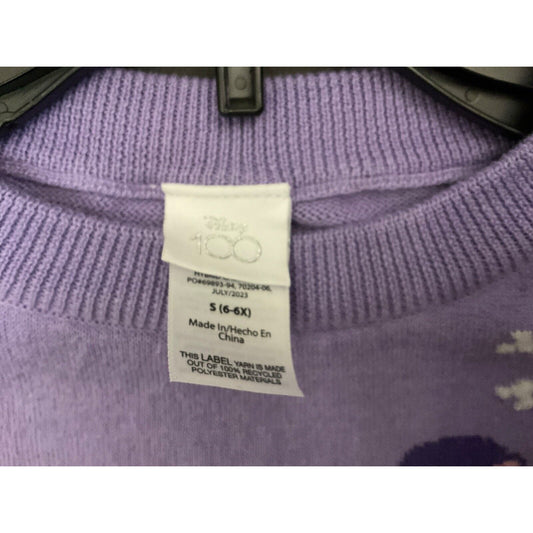 Disney
100
PO#69893-94, 70204-06,
JULY/2023
S (6-6X)
Made In/Hecho En
China
THIS LABEL YARN IS MADE
OUT OF 100% RECYCLED
POLYESTER MATERIALS